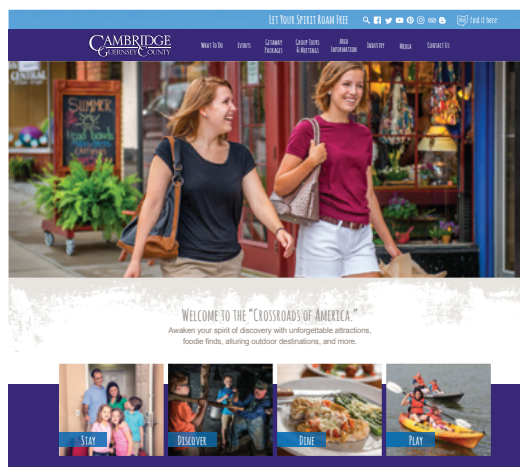 LET YOUR SPIRIT ROAM FREE
find it here
CAMBRIDGE
GUERNSEY COUNTY
WHAT TO DO
EVENTS
GETAWAY
PACKAGES
GROUP TOURS
& MEETINGS
AREA
INFORMATION
INDUSTRY
MEDIA
CONTACT US
CENTRAL
SUMMER
WELCOME TO THE "CROSSROADS OF AMERICA."
Awaken your spirit of discovery with unforgettable attractions,
foodie finds, alluring outdoor destinations, and more.
STAY
DISCOVER
DINE
PLAY